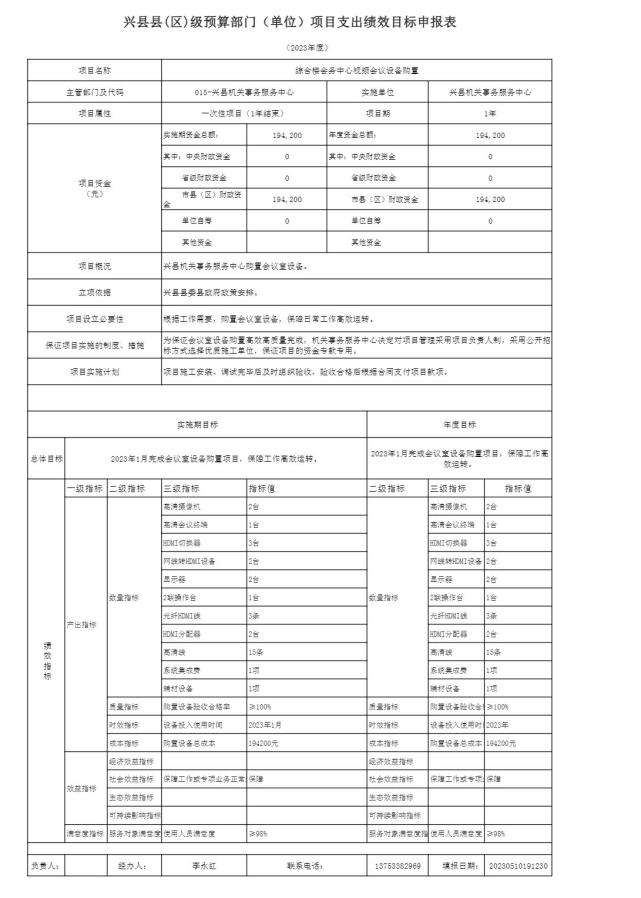 兴县县(区)级预算部门（单位）项目支出绩效目标申报表
（2023年度）
项目名称 综合楼会务中心视频会议设备购置
主管部门及代码 015-兴县机关事务服务中心 实施单位 兴县机关事务服务中心
项目属性 一次性项目（1年结束） 项目期 1年
项目资金
（元）
实施期资金总额： 194,200 年度资金总额： 194,200
其中：中央财政资金 0 其中：中央财政资金 0
省级财政资金 0 省级财政资金 0
市县（区）财政资
金 194,200 市县（区）财政资金 194,200
单位自筹 0 单位自筹 0
其他资金 其他资金
项目概况 兴县机关事务服务中心购置会议室设备。
立项依据 兴县县委县政府政策安排。
项目设立必要性 根据工作需要，购置会议室设备，保障日常工作高效运转。
保证项目实施的制度、措施 为保证会议室设备购置高效高质量完成，机关事务服务中心决定对项目管理采用项目负责人制，采用公开招
标方式选择优质施工单位，保证项目的资金专款专用。
项目实施计划 项目施工安装、调试完毕后及时组织验收，验收合格后根据合同支付项目款项。
实施期目标 年度目标
总体目标 2023年1月完成会议室设备购置项目，保障工作高效运转。 2023年1月完成会议室设备购置项目，保障工作高
效运转。
绩效指标
一级指标 二级指标 三级指标 指标值 二级指标 三级指标 指标值
产出指标 数量指标 高清摄像机 2台 数量指标 高清摄像机 2台
高清会议终端 1台 高清会议终端 1台
HDMI切换器 3台 HDMI切换器 3台
网线转HDMI设备 2台 网线转HDMI设备 2台
显示器 2台 显示器 2台
2联操作台 1台 2联操作台 1台
光纤HDMI线 3条 光纤HDMI线 3条
HDMI分配器 2台 HDMI分配器 2台
高清线 15条 高清线 15条
系统集成费 1项 系统集成费 1项
辅材设备 1项 辅材设备 1项
质量指标 购置设备验收合格率 ≥100% 质量指标 购置设备验收合 ≥100%
时效指标 设备投入使用时间 2023年1月 时效指标 设备投入使用时 2023年
成本指标 购置设备总成本 194200元 成本指标 购置设备总成本 194200元
效益指标 经济效益指标 经济效益指标
社会效益指标 保障工作或专项业务正常 保障 社会效益指标 保障工作或专项 保障
生态效益指标 生态效益指标
可持续影响指标 可持续影响指标
满意度指标 服务对象满意度 使用人员满意度 ≥98% 服务对象满意度指 使用人员满意度 ≥98%
负责人： 经办人： 李永红 联系电话： 13753382969 填报日期： 20230510191230